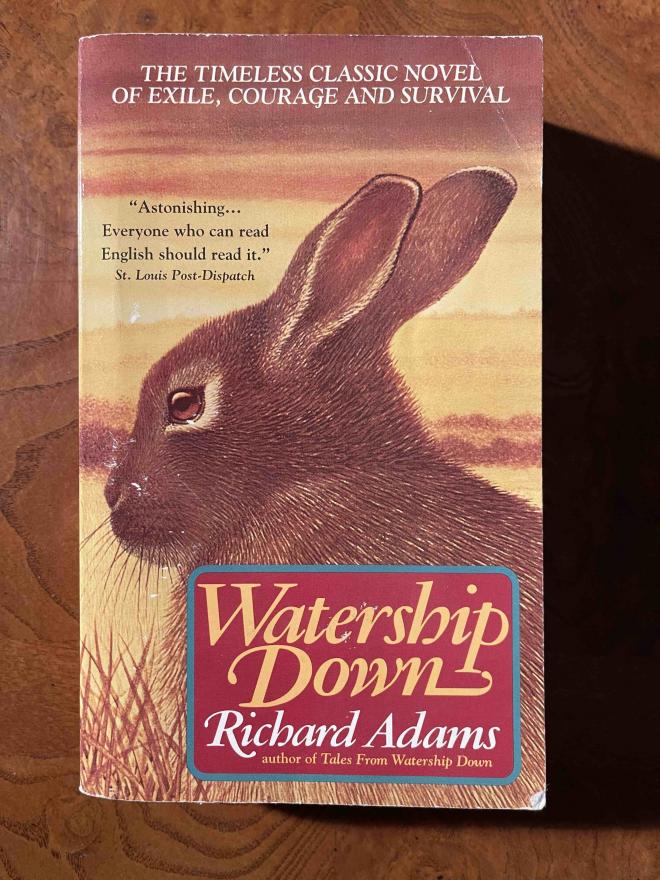 THE TIMELESS CLASSIC NOVEL
OF EXILE, COURAGE AND SURVIVAL
“Astonishing...
Everyone who can read
English should read it.”
St. Louis Post-Dispatch
Watership
Down
Richard Adams
author of Tales From Watership Down